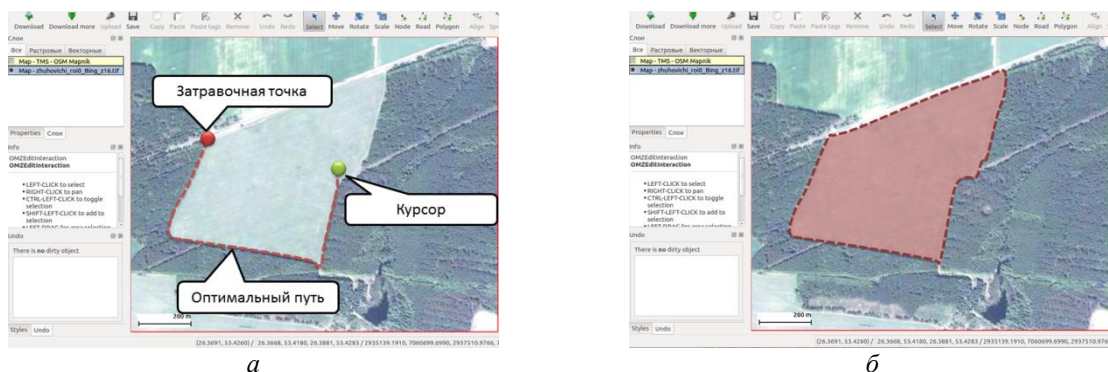 Download Download more Upload Save Copy Paste Paste tags Remove Undo Redo Select Move Rotate Scale Node Road Polygon Align
Слои
Все Растровые Векторные
Map - TMS - OSM Mapnik
Map - zhuhovichi_roi0_Bing_z16.tif
Properties Слои
Info
OMZEditInteraction
OMZEditInteraction
• LEFT-CLICK to select
• RIGHT-CLICK to pan
• CTRL-LEFT-CLICK to toggle
selection
• SHIFT-LEFT-CLICK to add to
selection
Undo
There is no dirty object
Styles Undo
Затравочная точка
Курсор
Оптимальный путь
200 m
(26.3691, 53.4260) / 26.3668, 53.4180, 26.3881, 53.4283 / 2935139.1910, 7060699.6990, 2937510.9766,
а
Download Download more Upload Save Copy Paste Paste tags Remove Undo Redo Select Move Rotate Scale Node Road Polygon Align
Слои
Все Растровые Векторные
Map - TMS - OSM Mapnik
Map - zhuhovichi_roi0_Bing_z16.tif
Properties Слои
Info
OMZEditInteraction
OMZEditInteraction
• LEFT-CLICK to select
• RIGHT-CLICK to pan
• CTRL-LEFT-CLICK to toggle
selection
• SHIFT-LEFT-CLICK to add to
selection
Undo
There is no dirty object
Styles Undo
200 m
(26.3691, 53.4260) / 26.3668, 53.4180, 26.3881, 53.4283 / 2935139.1910, 7060699.6990, 2937510.976
б